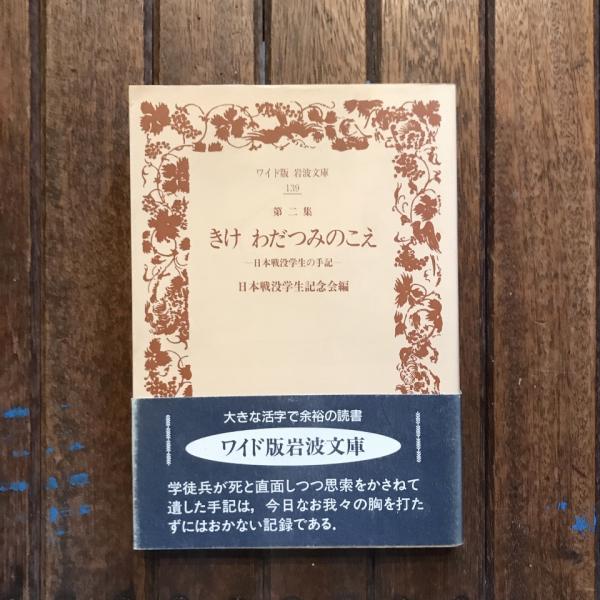 ワイド版 岩波文庫
139
第二集
きけ わだつみのこえ
―日本戦没学生の手記―
日本戦没学生記念会編
大きな活字で余裕の読書
ワイド版岩波文庫
学徒兵が死と直面しつつ思索をかさねて
遺した手記は，今日なお我々の胸を打た
ずにはおかない記録である．